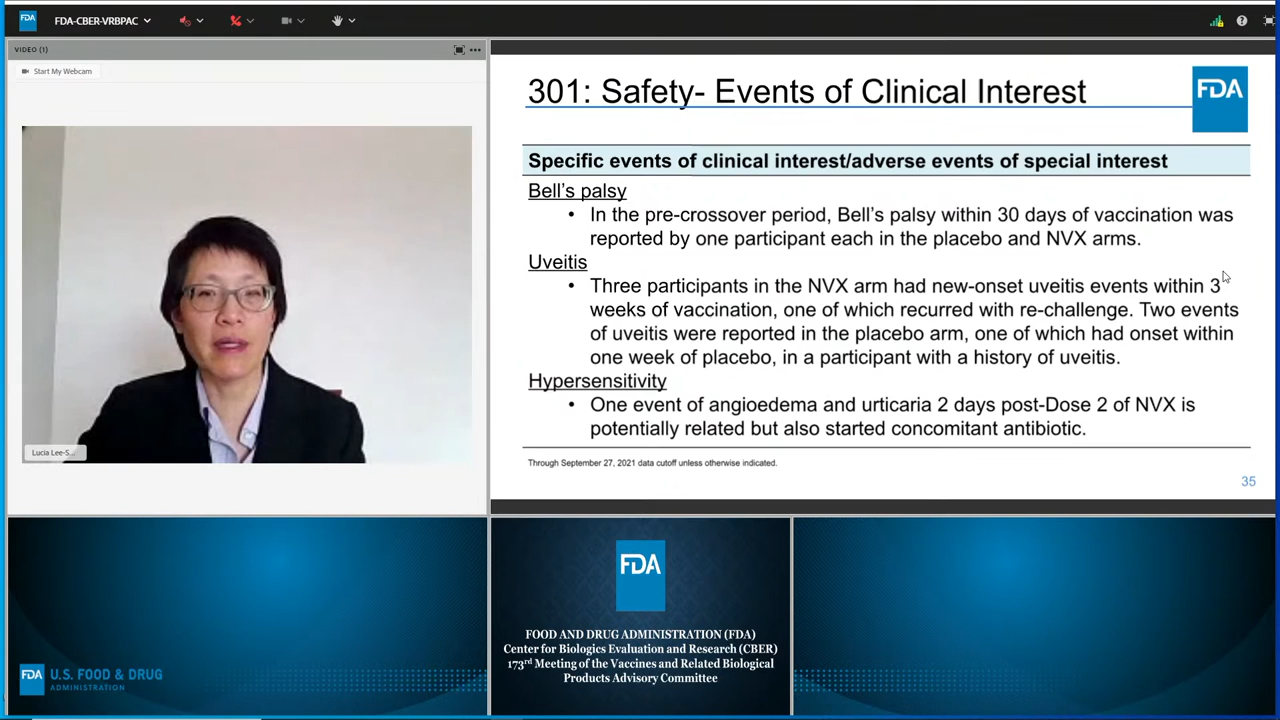 FDA
FDA-CBER-VRBPAC
VIDEO (1)
Start My Webcam
Lucia Lee-S...
301: Safety- Events of Clinical Interest
FDA
Specific events of clinical interest/adverse events of special interest
Bell's palsy
• In the pre-crossover period, Bell's palsy within 30 days of vaccination was
reported by one participant each in the placebo and NVX arms.
Uveitis
• Three participants in the NVX arm had new-onset uveitis events within 3
weeks of vaccination, one of which recurred with re-challenge. Two events
of uveitis were reported in the placebo arm, one of which had onset within
one week of placebo, in a participant with a history of uveitis.
Hypersensitivity
• One event of angioedema and urticaria 2 days post-Dose 2 of NVX is
potentially related but also started concomitant antibiotic.
Through September 27, 2021 data cutoff unless otherwise indicated.
35
FDA U.S. FOOD & DRUG
ADMINISTRATION
FDA
FOOD AND DRUG ADMINISTRATION (FDA)
Center for Biologics Evaluation and Research (CBER)
173rd Meeting of the Vaccines and Related Biological
Products Advisory Committee